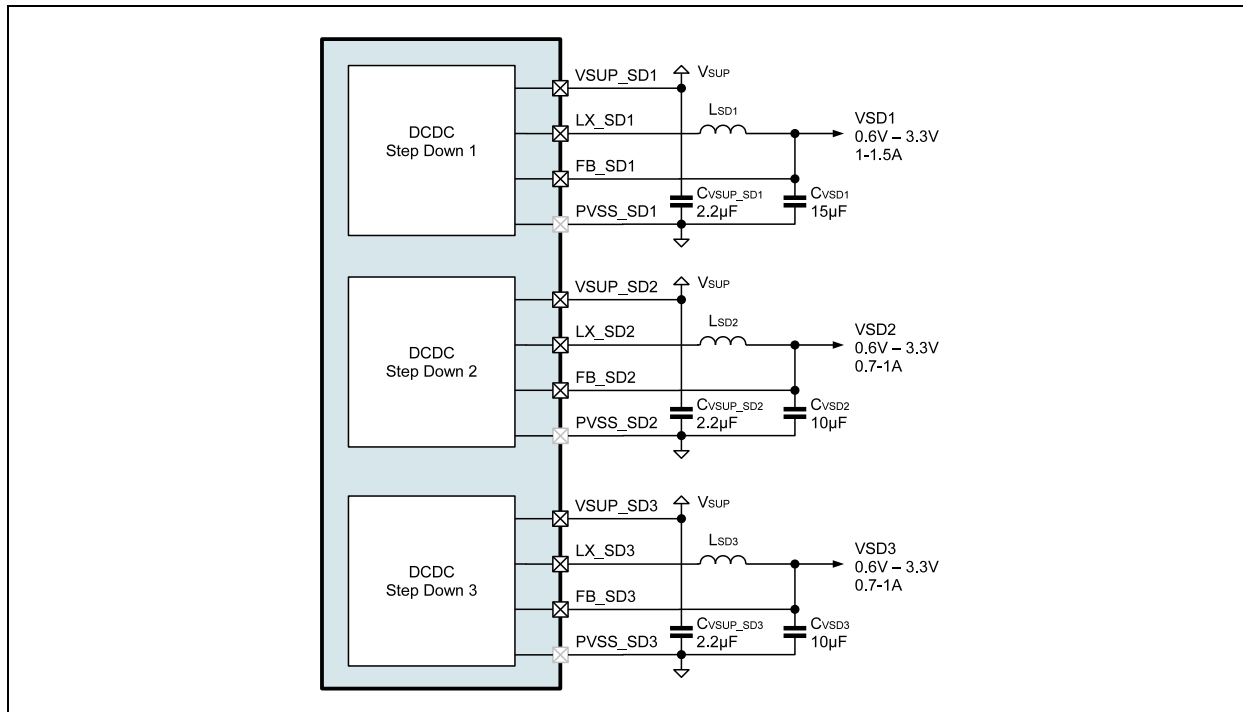 DCDC
Step Down 1
VSUP_SD1
VSUP
LX_SD1
LSD1
VSD1
0.6V – 3.3V
1-1.5A
FB_SD1
CVSUP_SD1
2.2µF
CVSD1
15µF
PVSS_SD1
DCDC
Step Down 2
VSUP_SD2
VSUP
LX_SD2
LSD2
VSD2
0.6V – 3.3V
0.7-1A
FB_SD2
CVSUP_SD2
2.2µF
CVSD2
10µF
PVSS_SD2
DCDC
Step Down 3
VSUP_SD3
VSUP
LX_SD3
LSD3
VSD3
0.6V – 3.3V
0.7-1A
FB_SD3
CVSUP_SD3
2.2µF
CVSD3
10µF
PVSS_SD3